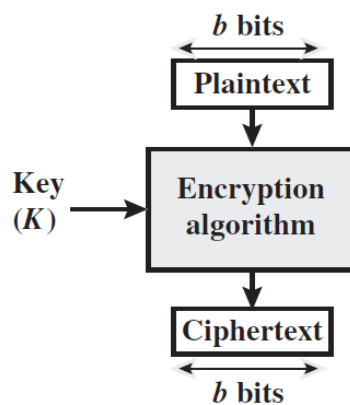 b bits
Plaintext
Key
(K)
Encryption
algorithm
Ciphertext
b bits